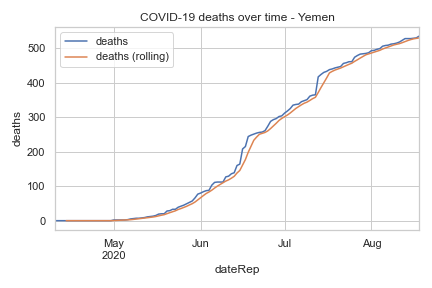 COVID-19 deaths over time - Yemen
deaths
deaths (rolling)
500
400
300
200
100
0
deaths
May
2020
Jun
Jul
Aug
dateRep